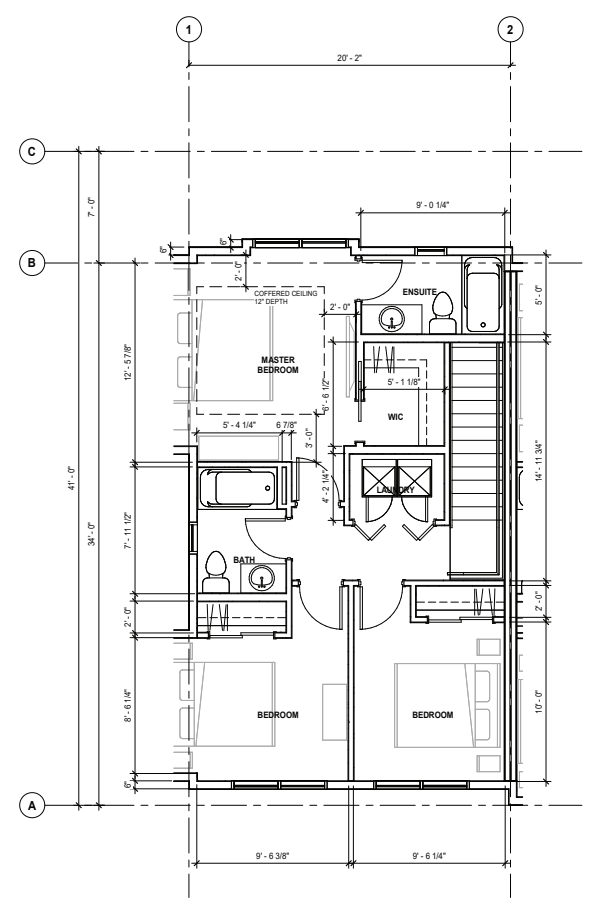 1
2
20' - 2"
C
7' - 0"
9' - 0 1/4"
6"
6"
B
2' - 0"
COFFERED CEILING
12" DEPTH
ENSUITE
2' - 0"
5' - 0"
12' - 5 7/8"
MASTER
BEDROOM
6' - 6 1/2"
5' - 1 1/8"
WIC
5' - 4 1/4"
6 7/8"
3' - 0"
14' - 11 3/4"
41' - 0"
34' - 0"
4' - 2 1/4"
LAUNDRY
7' - 11 1/2"
BATH
2' - 0"
2' - 0"
8' - 6 1/4"
BEDROOM
BEDROOM
10' - 0"
6"
A
9' - 6 3/8"
9' - 6 1/4"